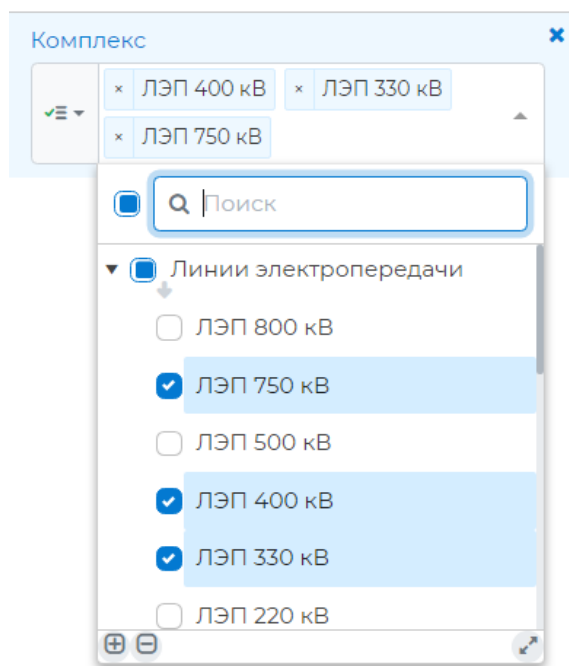 Комплекс
× ЛЭП 400 кВ × ЛЭП 330 кВ
× ЛЭП 750 кВ
Поиск
Линии электропередачи
ЛЭП 800 кВ
ЛЭП 750 кВ
ЛЭП 500 кВ
ЛЭП 400 кВ
ЛЭП 330 кВ
ЛЭП 220 кВ